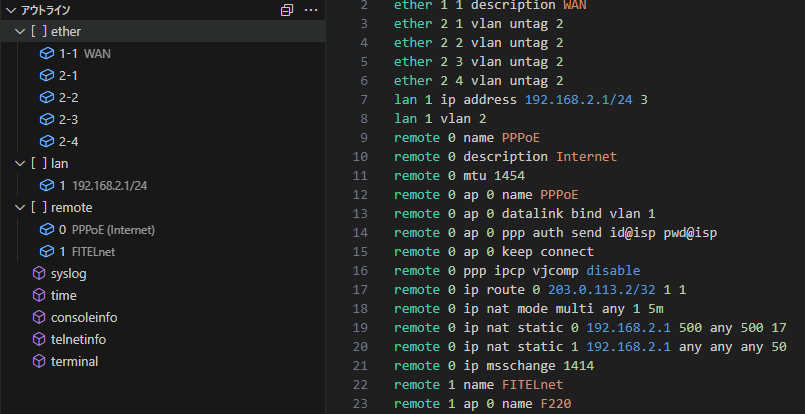 アウトライン
[ ] ether
1-1 WAN
2-1
2-2
2-3
2-4
[ ] lan
1 192.168.2.1/24
[ ] remote
0 PPPoE (Internet)
1 FITELnet
syslog
time
consoleinfo
telnetinfo
terminal
2 ether 1 1 description WAN
3 ether 2 1 vlan untag 2
4 ether 2 2 vlan untag 2
5 ether 2 3 vlan untag 2
6 ether 2 4 vlan untag 2
7 lan 1 ip address 192.168.2.1/24 3
8 lan 1 vlan 2
9 remote 0 name PPPoE
10 remote 0 description Internet
11 remote 0 mtu 1454
12 remote 0 ap 0 name PPPoE
13 remote 0 ap 0 datalink bind vlan 1
14 remote 0 ap 0 ppp auth send id@isp pwd@isp
15 remote 0 ap 0 keep connect
16 remote 0 ppp ipcp vjcomp disable
17 remote 0 ip route 0 203.0.113.2/32 1 1
18 remote 0 ip nat mode multi any 1 5m
19 remote 0 ip nat static 0 192.168.2.1 500 any 500 17
20 remote 0 ip nat static 1 192.168.2.1 any any any 50
21 remote 0 ip msschange 1414
22 remote 1 name FITELnet
23 remote 1 ap 0 name F220